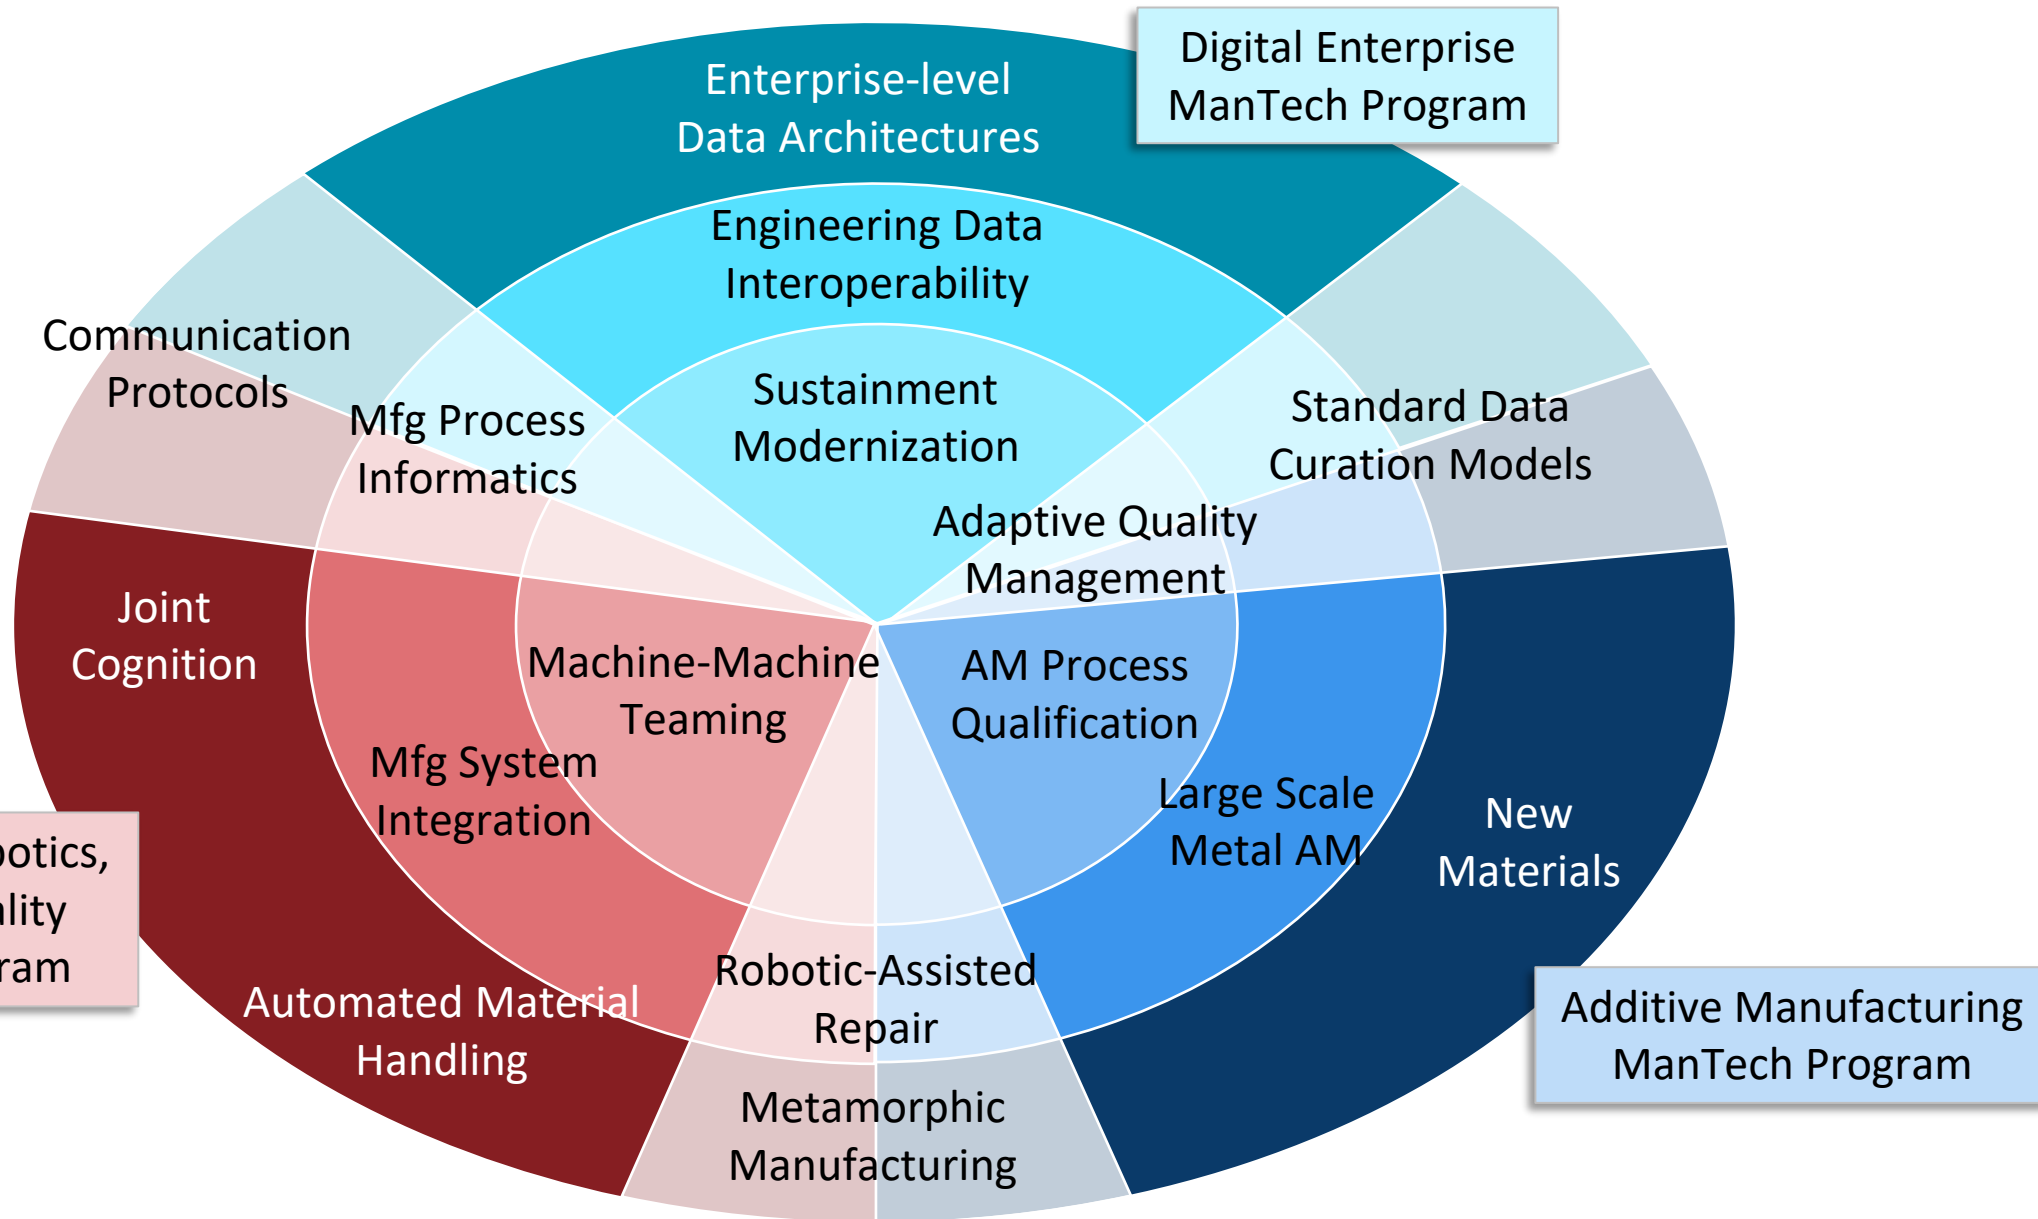 Digital Enterprise
ManTech Program
Enterprise-level
Data Architectures
Engineering Data
Interoperability
Sustainment
Modernization
Communication
Protocols
Mfg Process
Informatics
Standard Data
Curation Models
Adaptive Quality
Management
Joint
Cognition
Machine-Machine
Teaming
AM Process
Qualification
Mfg System
Integration
Large Scale
Metal AM
New
Materials
Robotic-Assisted
Repair
Automated Material
Handling
Additive Manufacturing
ManTech Program
Metamorphic
Manufacturing